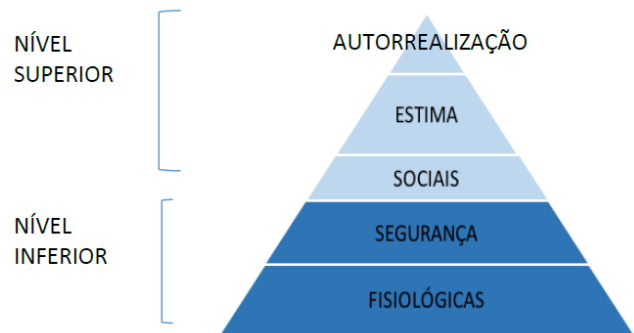 NÍVEL
SUPERIOR
AUTORREALIZAÇÃO
ESTIMA
SOCIAIS
NÍVEL
INFERIOR
SEGURANÇA
FISIOLÓGICAS